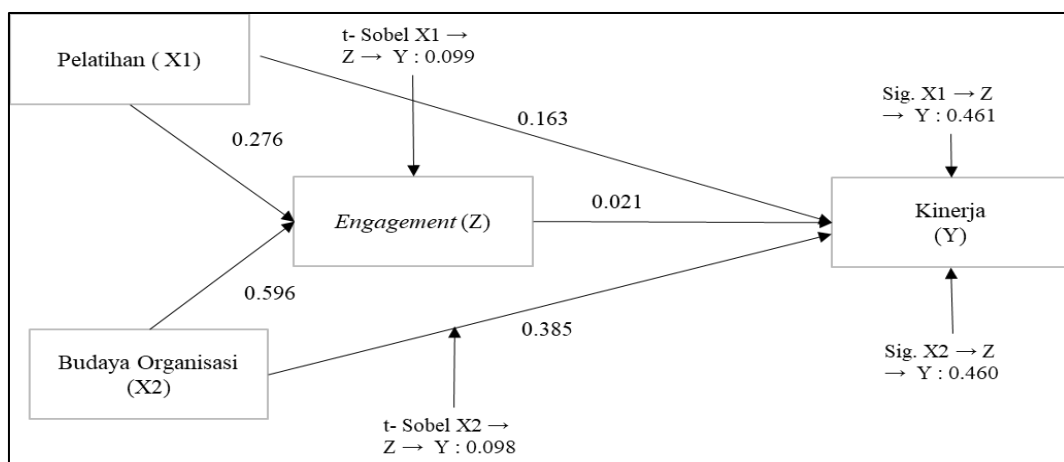 t- Sobel X1 →
Z → Y : 0.099
Pelatihan ( X1)
Sig. X1 → Z
→ Y : 0.461
0.163
0.276
Engagement (Z)
0.021
Kinerja
(Y)
0.596
0.385
Budaya Organisasi
(X2)
Sig. X2 → Z
→ Y : 0.460
t- Sobel X2 →
Z → Y : 0.098